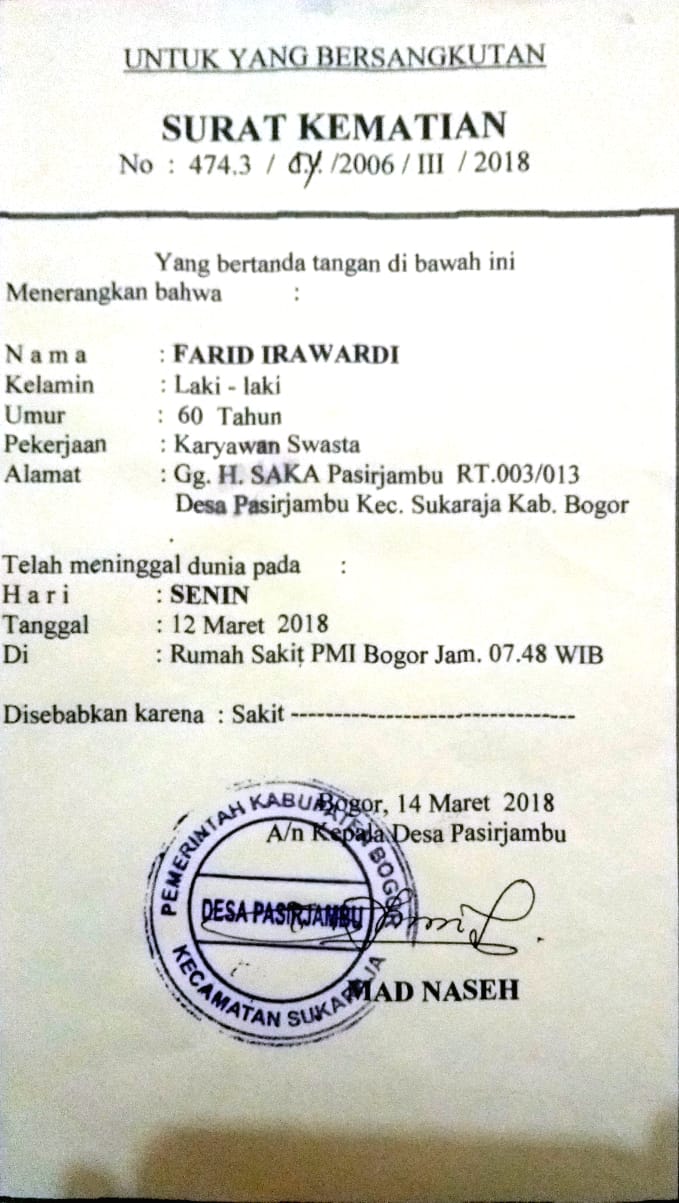 UNTUK YANG BERSANGKUTAN
SURAT KEMATIAN
No : 474.3 / /2006 / III / 2018
Yang bertanda tangan di bawah ini
Menerangkan bahwa :
N a m a : FARID IRAWARDI
Kelamin : Laki - laki
Umur : 60 Tahun
Pekerjaan : Karyawan Swasta
Alamat : Gg. H. SAKA Pasirjambu RT.003/013
Desa Pasirjambu Kec. Sukaraja Kab. Bogor
Telah meninggal dunia pada :
H a r i : SENIN
Tanggal : 12 Maret 2018
Di : Rumah Sakit PMI Bogor Jam. 07.48 WIB
Disebabkan karena : Sakit ---------------------------------
Bogor, 14 Maret 2018
A/n Kepala Desa Pasirjambu
PEMERINTAH KABUPATEN BOGOR
DESA PASIRJAMBU
KECAMATAN SUKARAJA
MAD NASEH